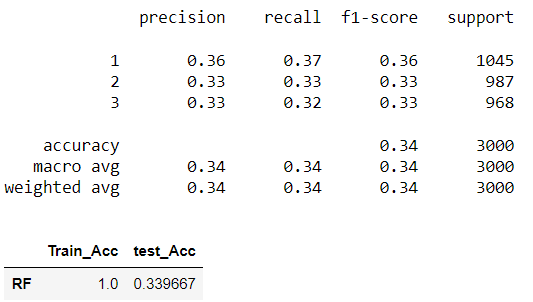 precision recall f1-score support
1 0.36 0.37 0.36 1045
2 0.33 0.33 0.33 987
3 0.33 0.32 0.33 968
accuracy 0.34 3000
macro avg 0.34 0.34 0.34 3000
weighted avg 0.34 0.34 0.34 3000
Train_Acc test_Acc
RF 1.0 0.339667